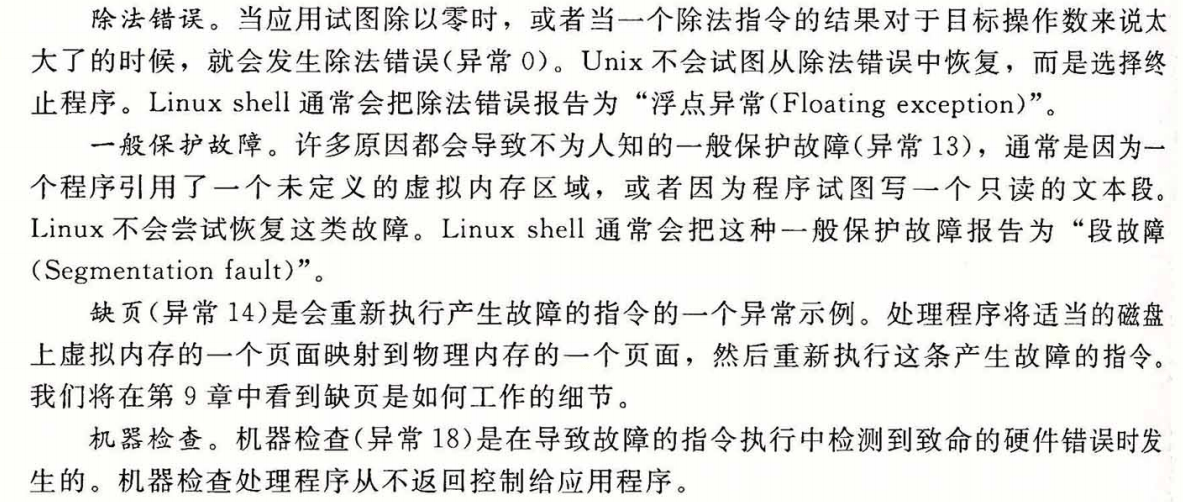 除法错误。当应用试图除以零时，或者当一个除法指令的结果对于目标操作数来说太
大了的时候，就会发生除法错误(异常 0)。Unix 不会试图从除法错误中恢复，而是选择终
止程序。Linux shell 通常会把除法错误报告为“浮点异常(Floating exception)”。
一般保护故障。许多原因都会导致不为人知的一般保护故障(异常 13)，通常是因为一
个程序引用了一个未定义的虚拟内存区域，或者因为程序试图写一个只读的文本段。
Linux 不会尝试恢复这类故障。Linux shell 通常会把这种一般保护故障报告为“段故障
(Segmentation fault)”。
缺页(异常 14)是会重新执行产生故障的指令的一个异常示例。处理程序将适当的磁盘
上虚拟内存的一个页面映射到物理内存的一个页面，然后重新执行这条产生故障的指令。
我们将在第 9 章中看到缺页是如何工作的细节。
机器检查。机器检查(异常 18)是在导致故障的指令执行中检测到致命的硬件错误时发
生的。机器检查处理程序从不返回控制给应用程序。